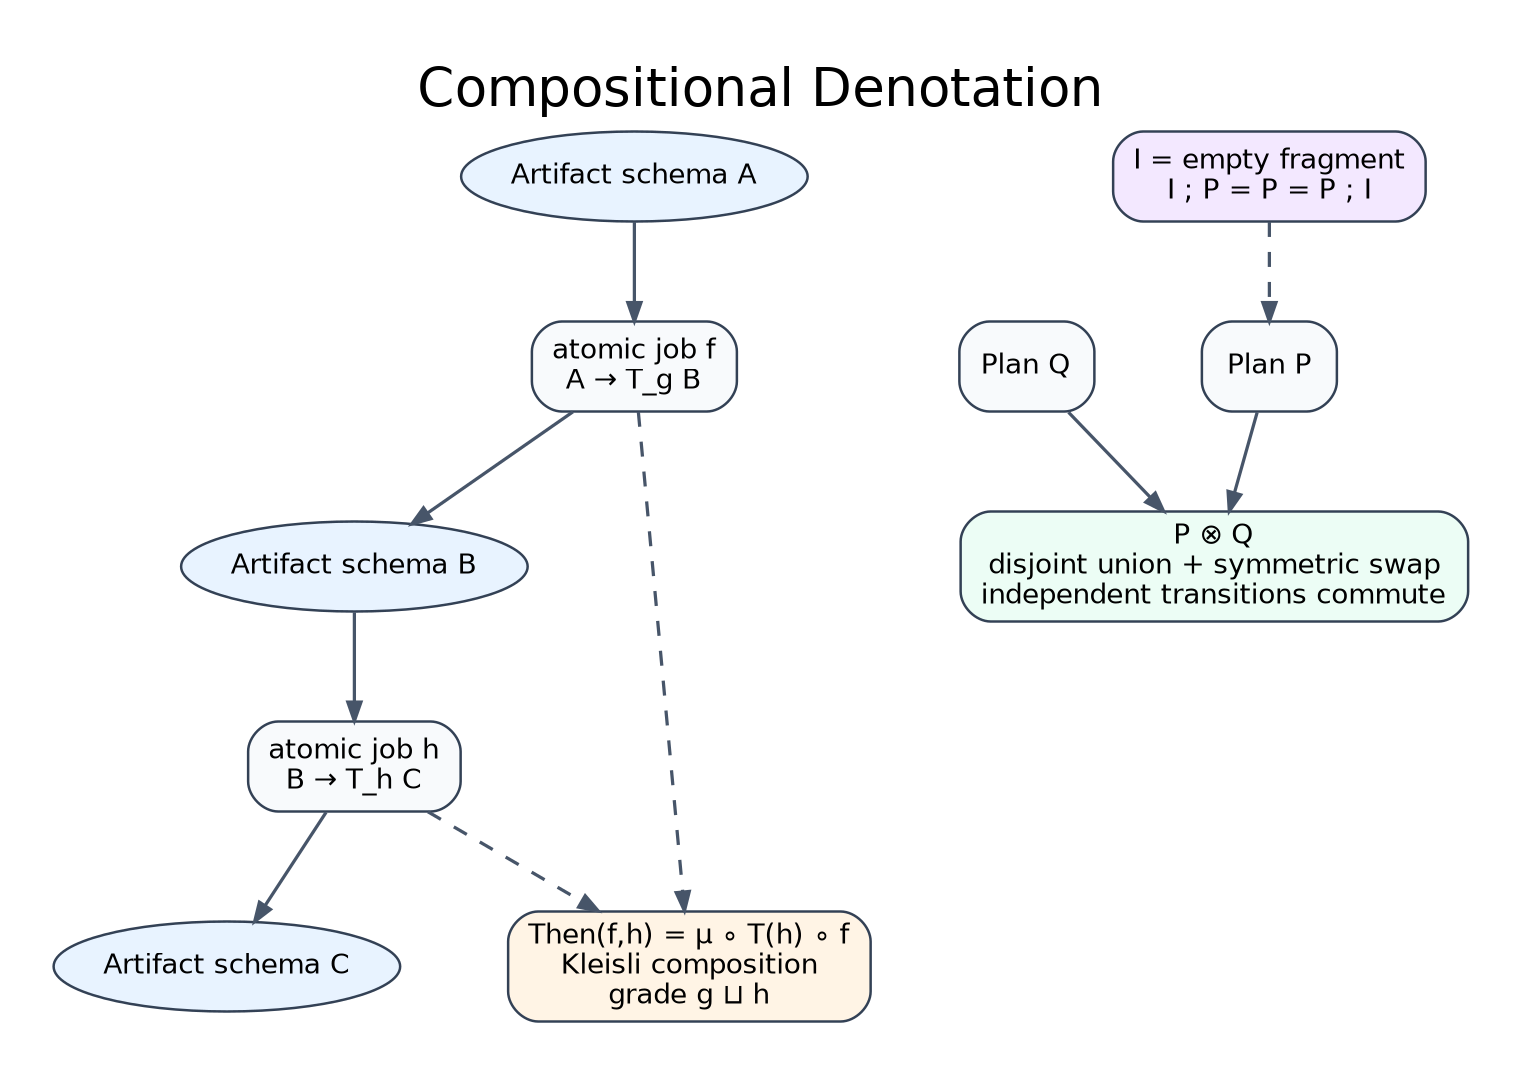 Compositional Denotation
Artifact schema A
I = empty fragment
I ; P = P = P ; I
atomic job f
A → T_g B
Plan Q
Plan P
Artifact schema B
P ⊗ Q
disjoint union + symmetric swap
independent transitions commute
atomic job h
B → T_h C
Artifact schema C
Then(f,h) = μ ∘ T(h) ∘ f
Kleisli composition
grade g ⊔ h